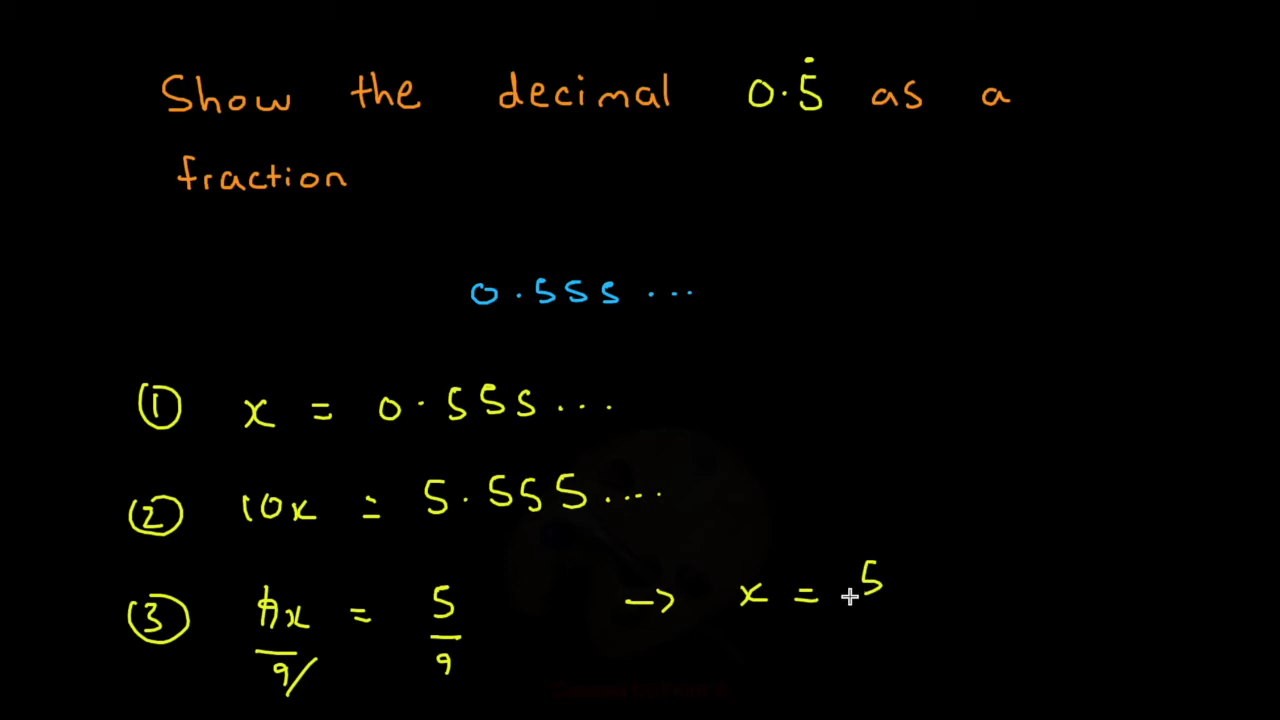 Show the decimal 0.5̇ as a
fraction
0.555...
① x = 0.555...
② 10x = 5.555....
③ 9x/9 = 5/9 → x = 5